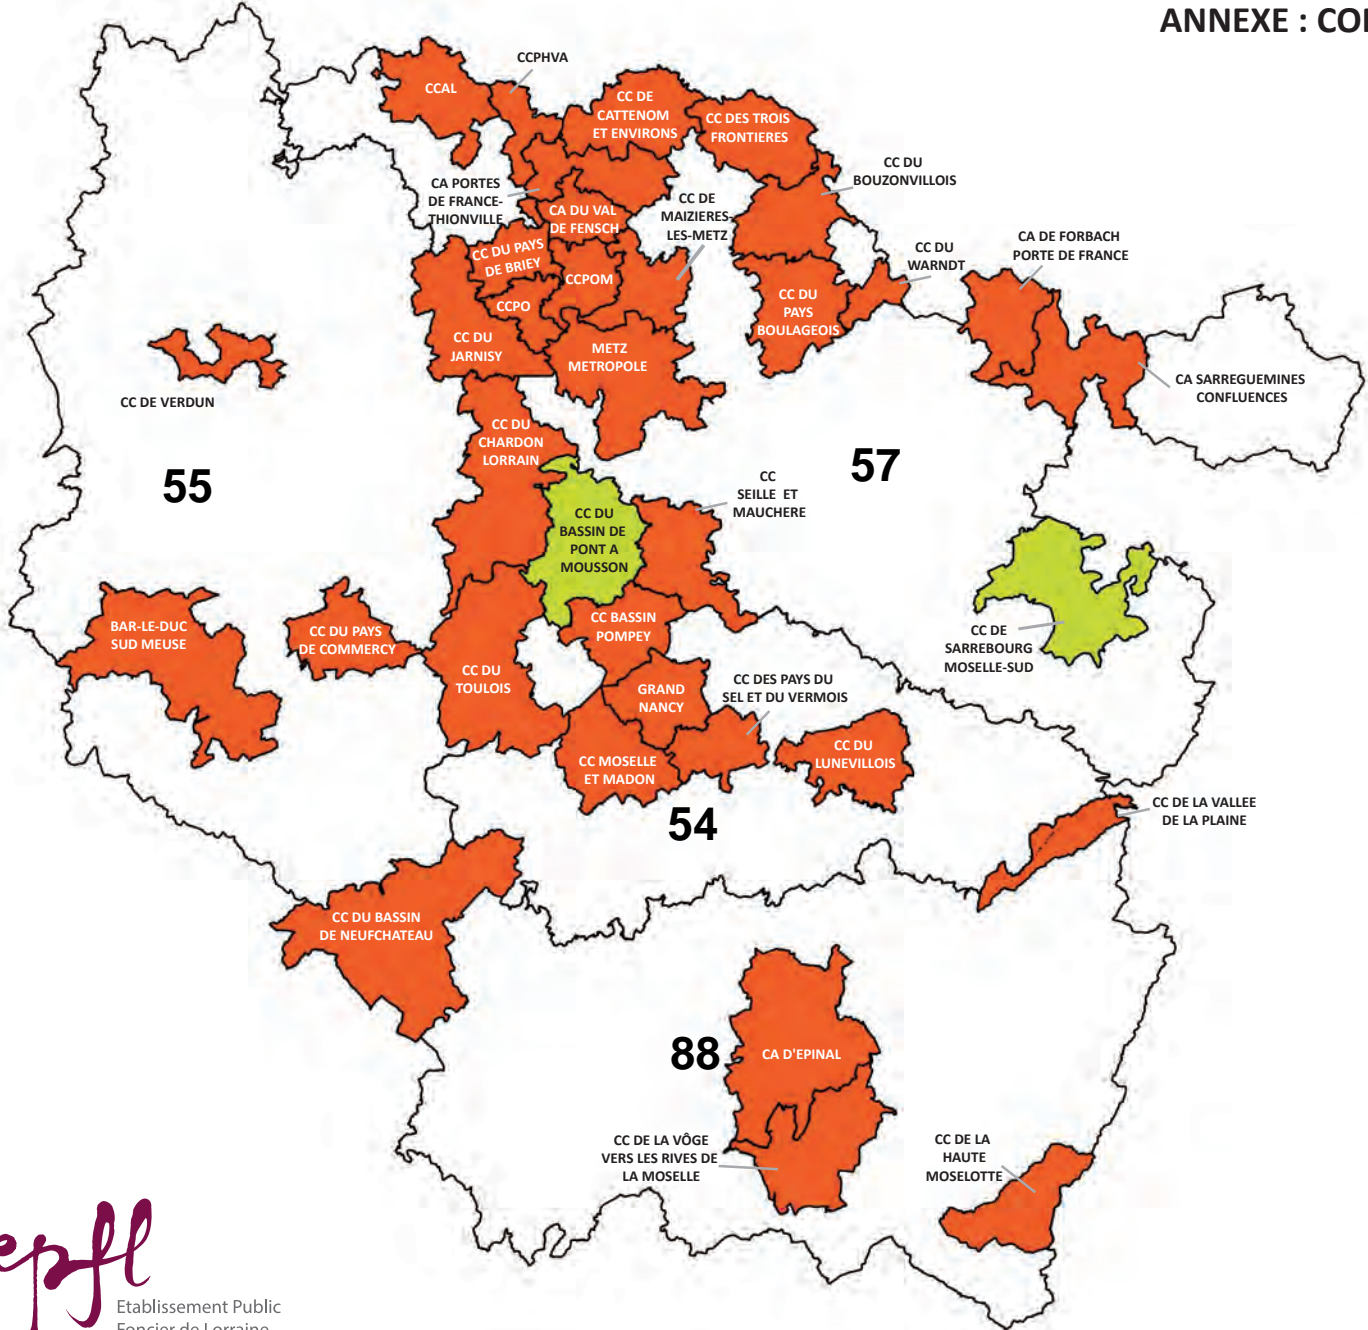 ANNEXE : CO
CCPHVA
CCAL
CC DE
CATTENOM
ET ENVIRONS
CC DES TROIS
FRONTIERES
CC DU
BOUZONVILLOIS
CA PORTES
DE FRANCE-
THIONVILLE
CA DU VAL
DE FENSCH
CC DE
MAIZIERES-
LES-METZ
CC DU
WARNDT
CA DE FORBACH
PORTE DE FRANCE
CC DU PAYS
DE BRIEY
CCPOM
CCPO
CC DU
PAYS
BOULAGEOIS
CC DU
JARNISY
METZ
METROPOLE
CA SARREGUEMINES
CONFLUENCES
CC DE VERDUN
CC DU
CHARDON
LORRAIN
55
57
CC
SEILLE ET
MAUCHERE
CC DU
BASSIN DE
PONT A
MOUSSON
BAR-LE-DUC
SUD MEUSE
CC DU PAYS
DE COMMERCY
CC BASSIN
POMPEY
CC DE
SARREBOURG
MOSELLE-SUD
CC DU
TOULOIS
GRAND
NANCY
CC DES PAYS DU
SEL ET DU VERMOIS
CC MOSELLE
ET MADON
CC DU
LUNEVILLOIS
54
CC DE LA VALLEE
DE LA PLAINE
CC DU BASSIN
DE NEUFCHATEAU
88
CA D'EPINAL
CC DE LA VÔGE
VERS LES RIVES DE
LA MOSELLE
CC DE LA
HAUTE
MOSELOTTE
epfl
Etablissement Public
Foncier de Lorraine